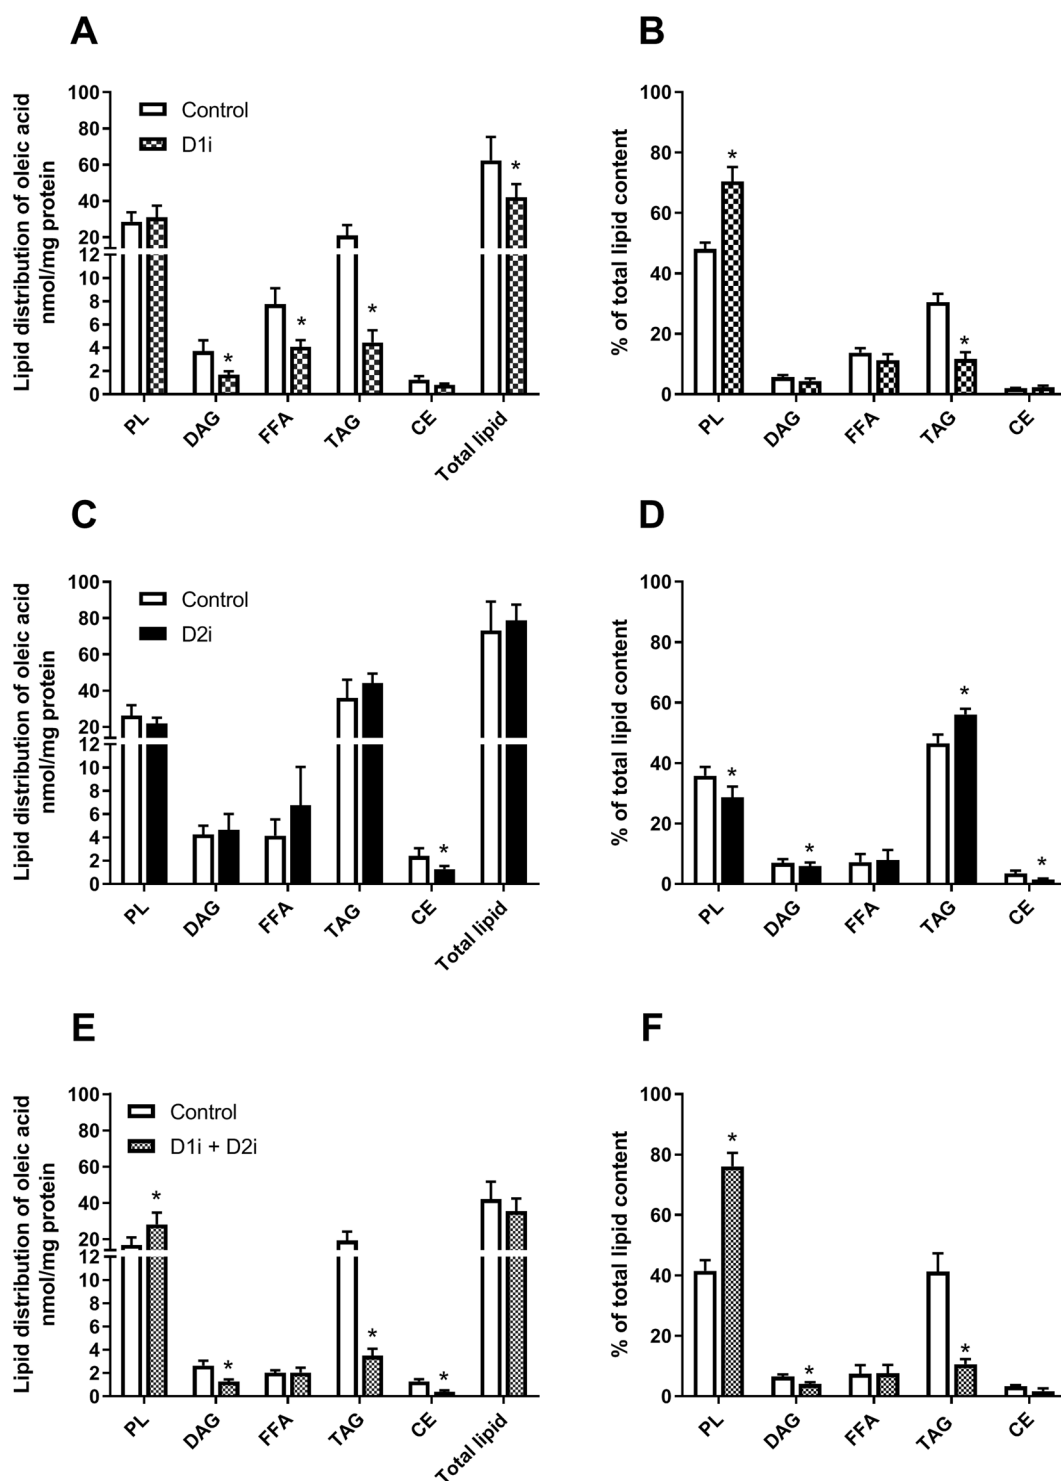 A
Lipid distribution of oleic acid
nmol/mg protein
100
80
60
40
20
12
10
8
6
4
2
0
Control
D1i
*
*
*
*
PL
DAG
FFA
TAG
CE
Total lipid
B
% of total lipid content
100
80
60
40
20
0
*
*
PL
DAG
FFA
TAG
CE
C
Lipid distribution of oleic acid
nmol/mg protein
100
80
60
40
20
12
10
8
6
4
2
0
Control
D2i
*
PL
DAG
FFA
TAG
CE
Total lipid
D
% of total lipid content
100
80
60
40
20
0
*
*
*
*
PL
DAG
FFA
TAG
CE
E
Lipid distribution of oleic acid
nmol/mg protein
100
80
60
40
20
12
10
8
6
4
2
0
Control
D1i + D2i
*
*
*
*
PL
DAG
FFA
TAG
CE
Total lipid
F
% of total lipid content
100
80
60
40
20
0
*
*
*
PL
DAG
FFA
TAG
CE